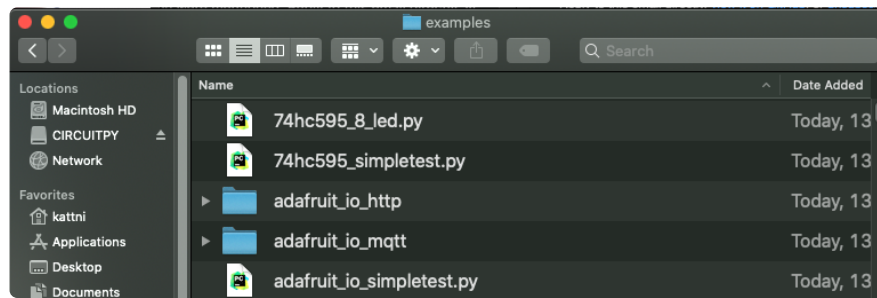 examples
Search
Locations
Macintosh HD
CIRCUITPY
Network
Favorites
kattni
Applications
Desktop
Documents
Name
Date Added
74hc595_8_led.py
Today, 13
74hc595_simpletest.py
Today, 13
adafruit_io_http
Today, 13
adafruit_io_mqtt
Today, 13
adafruit_io_simpletest.py
Today, 13